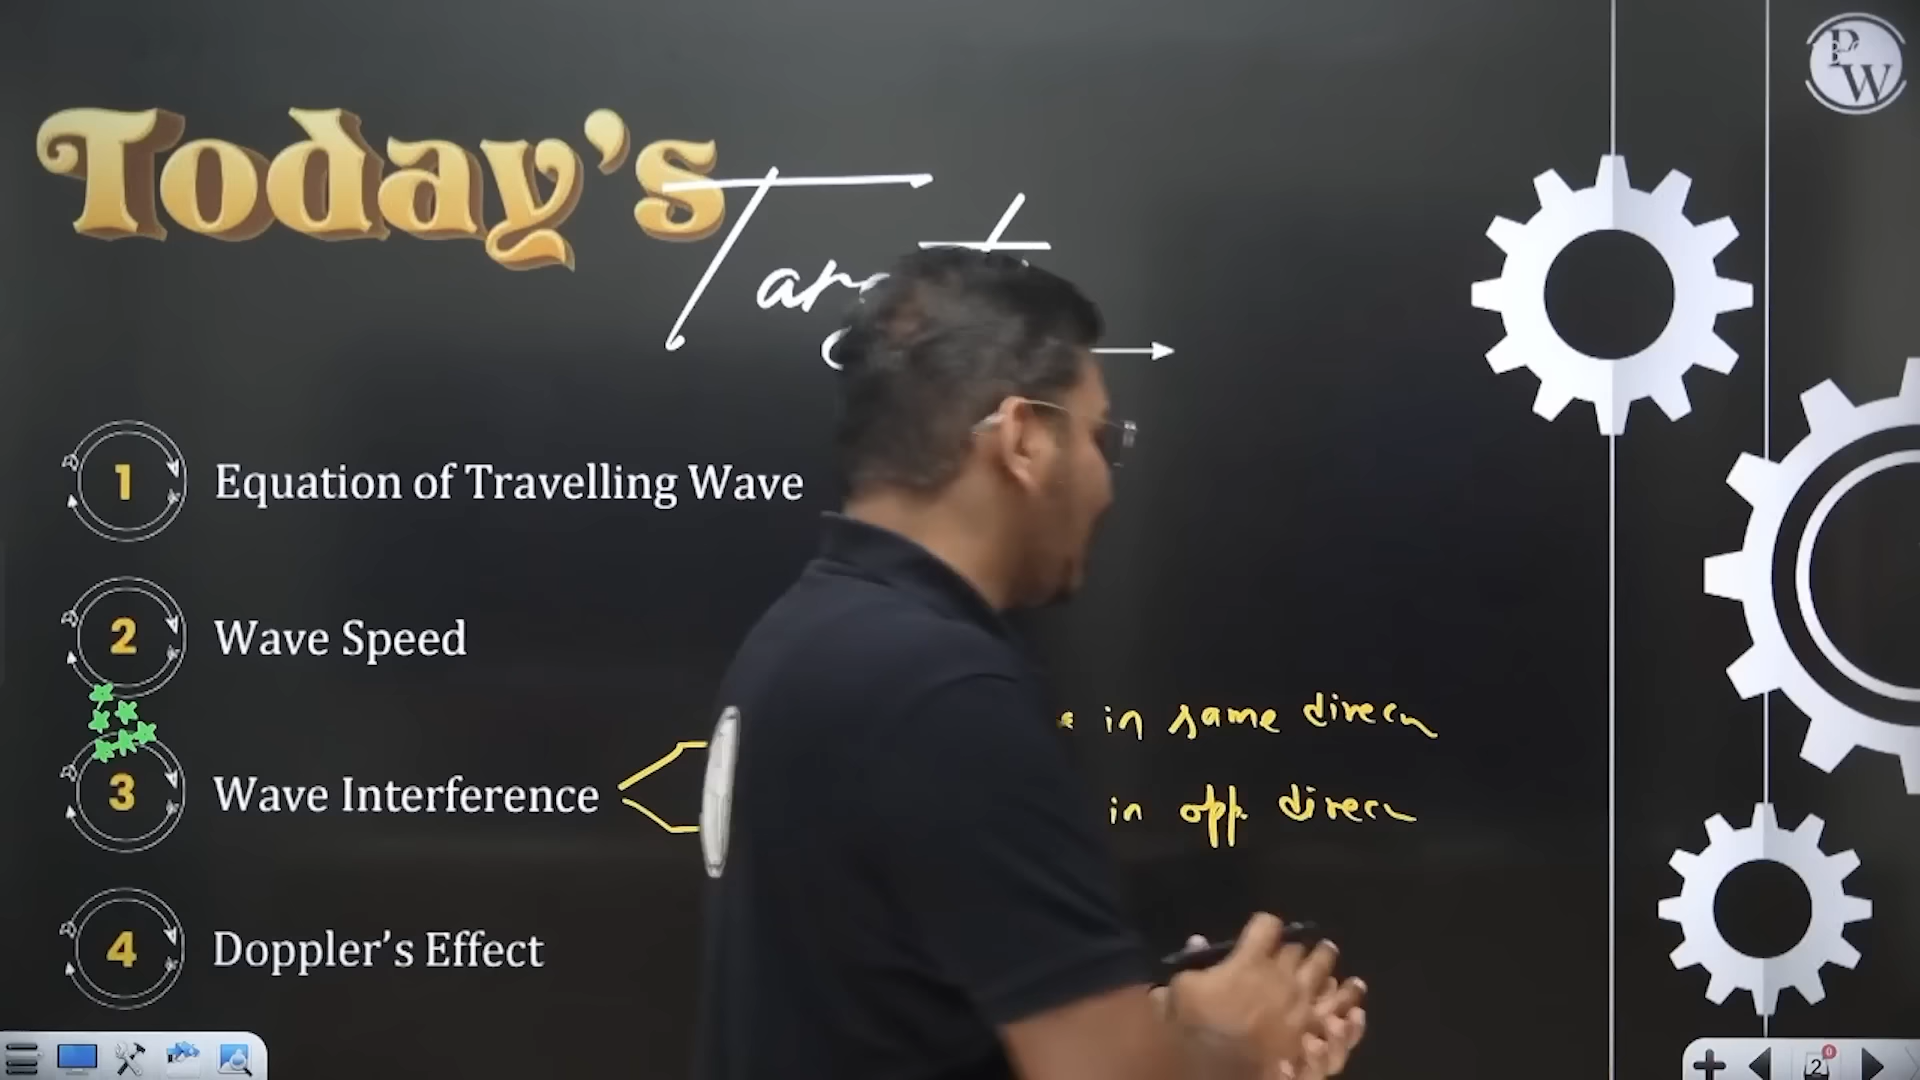 PW
Today's
1 Equation of Travelling Wave
2 Wave Speed
in same direcn
3 Wave Interference
in opp. direcn
4 Doppler's Effect
2
0